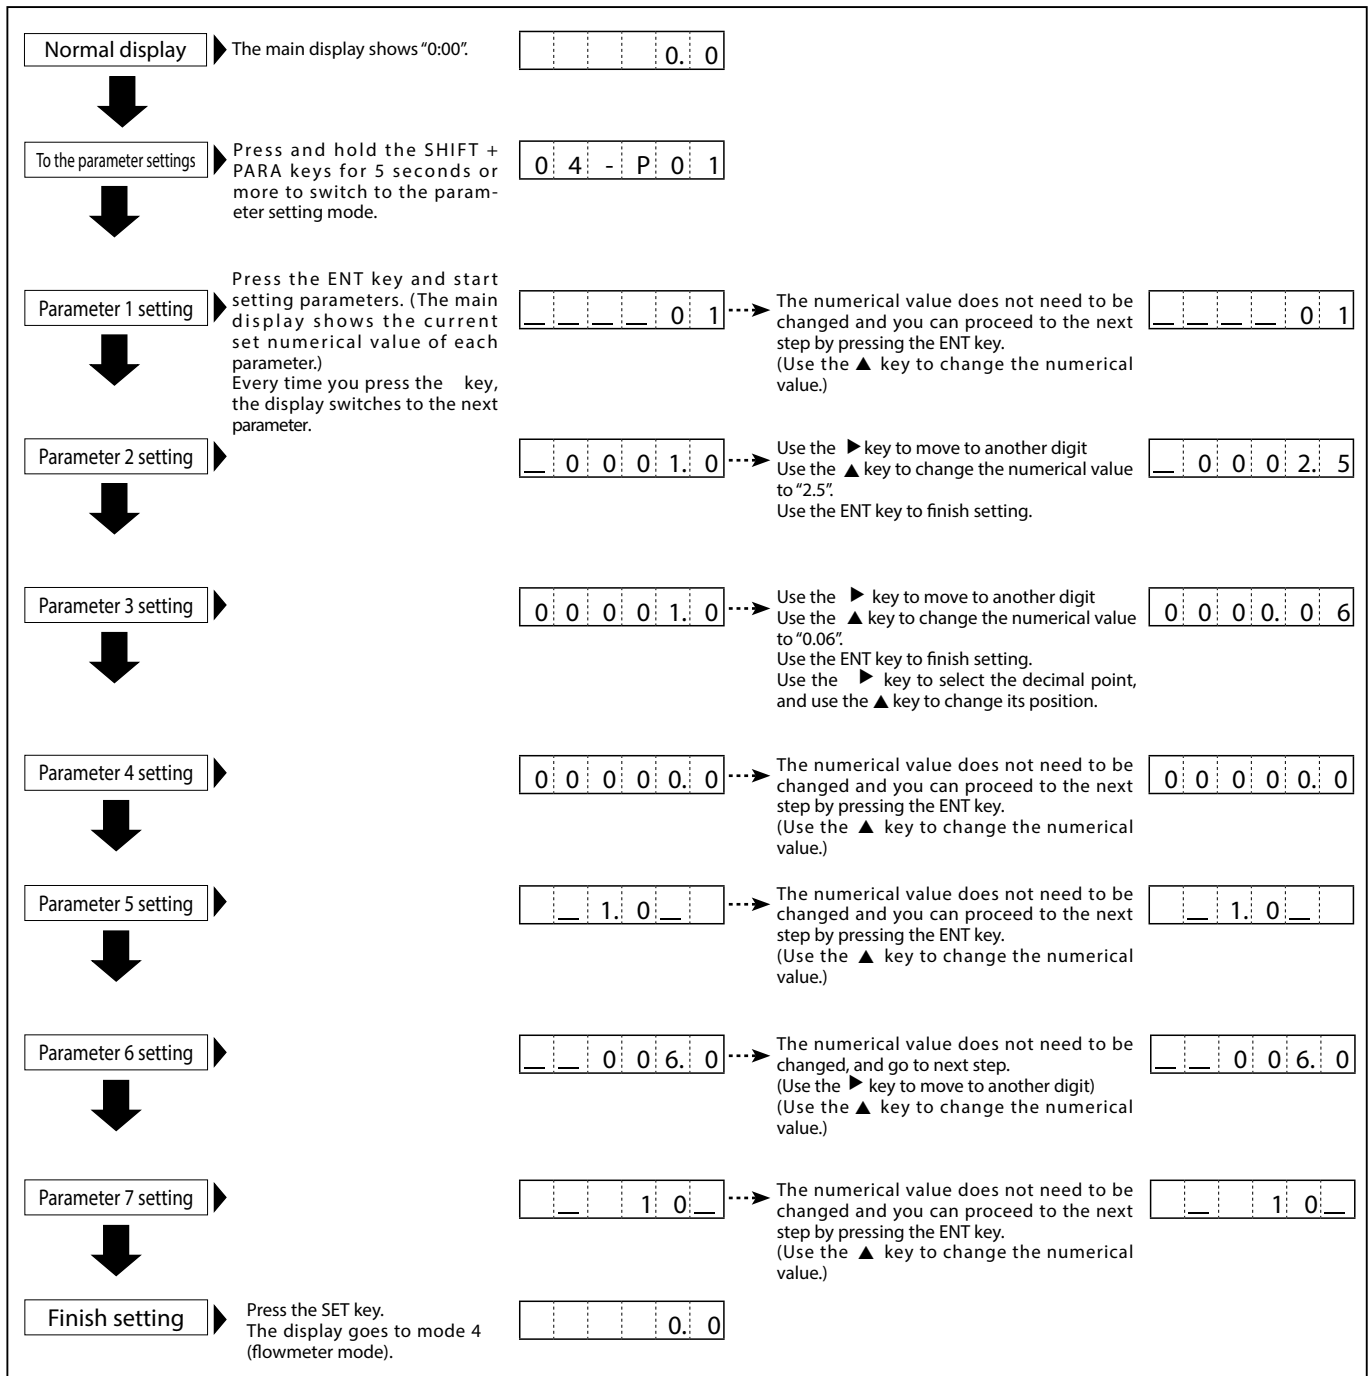 Normal display
The main display shows “0:00”.
0. 0
To the parameter settings
Press and hold the SHIFT +
PARA keys for 5 seconds or
more to switch to the param-
eter setting mode.
0 4 - P 0 1
Parameter 1 setting
Press the ENT key and start
setting parameters. (The main
display shows the current
set numerical value of each
parameter.)
Every time you press the key,
the display switches to the next
parameter.
_ _ _ _ 0 1
The numerical value does not need to be
changed and you can proceed to the next
step by pressing the ENT key.
(Use the ▲ key to change the numerical
value.)
_ _ _ _ 0 1
Parameter 2 setting
_ 0 0 0 1. 0
Use the ▶ key to move to another digit
Use the ▲ key to change the numerical value
to “2.5”.
Use the ENT key to finish setting.
_ 0 0 0 2. 5
Parameter 3 setting
0 0 0 0 1. 0
Use the ▶ key to move to another digit
Use the ▲ key to change the numerical value
to “0.06”.
Use the ENT key to finish setting.
Use the ▶ key to select the decimal point,
and use the ▲ key to change its position.
0 0 0 0. 0 6
Parameter 4 setting
0 0 0 0 0. 0
The numerical value does not need to be
changed and you can proceed to the next
step by pressing the ENT key.
(Use the ▲ key to change the numerical
value.)
0 0 0 0 0. 0
Parameter 5 setting
_ 1. 0 _
The numerical value does not need to be
changed and you can proceed to the next
step by pressing the ENT key.
(Use the ▲ key to change the numerical
value.)
_ 1. 0 _
Parameter 6 setting
_ _ 0 0 6. 0
The numerical value does not need to be
changed, and go to next step.
(Use the ▶ key to move to another digit)
(Use the ▲ key to change the numerical
value.)
_ _ 0 0 6. 0
Parameter 7 setting
_ 1 0 _
The numerical value does not need to be
changed and you can proceed to the next
step by pressing the ENT key.
(Use the ▲ key to change the numerical
value.)
_ 1 0 _
Finish setting
Press the SET key.
The display goes to mode 4
(flowmeter mode).
0. 0